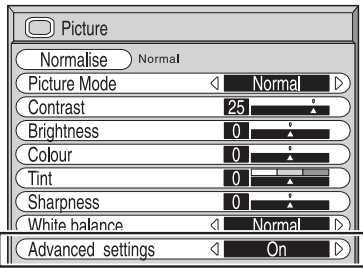 Picture
Normalise Normal
Picture Mode Normal
Contrast 25
Brightness 0
Colour 0
Tint 0
Sharpness 0
White balance Normal
Advanced settings On